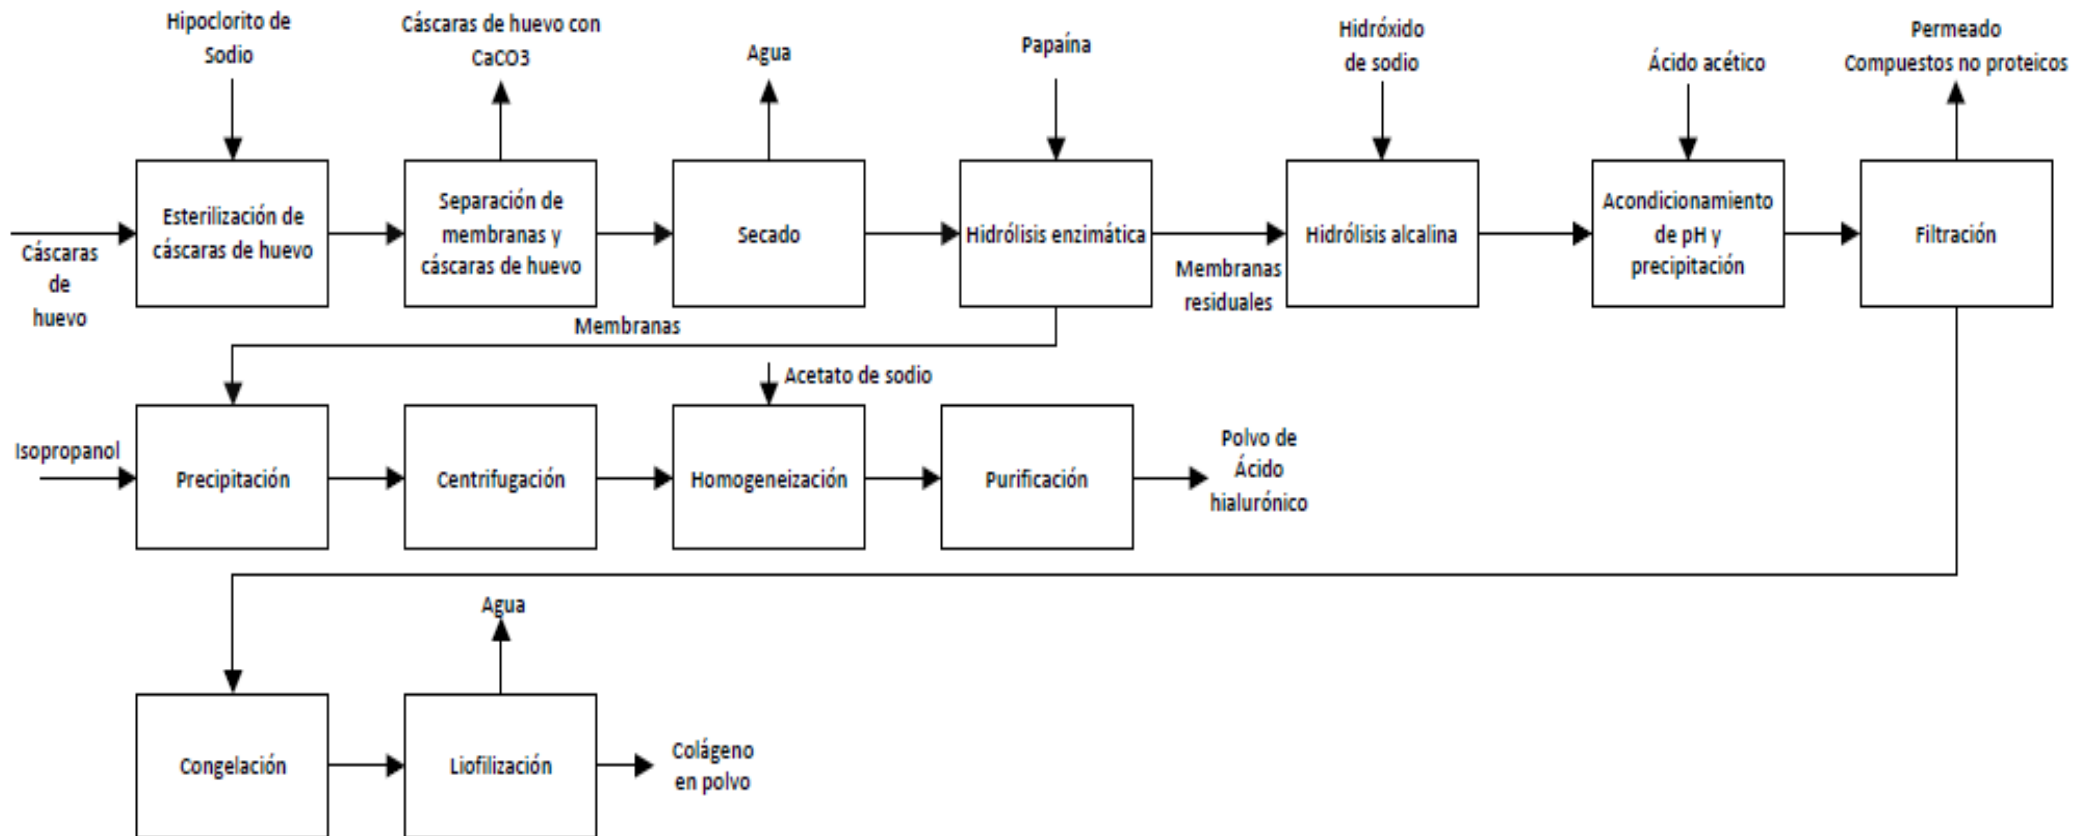 Hipoclorito de
Sodio
Cáscaras de huevo con
CaCO3
Agua
Papaína
Hidróxido
de sodio
Ácido acético
Permeado
Compuestos no proteicos
Cáscaras
de
huevo
Esterilización de
cáscaras de huevo
Separación de
membranas y
cáscaras de huevo
Secado
Hidrólisis enzimática
Membranas
residuales
Hidrólisis alcalina
Acondicionamiento
de pH y
precipitación
Filtración
Membranas
Isopropanol
Precipitación
Centrifugación
Acetato de sodio
Homogeneización
Purificación
Polvo de
Ácido
hialurónico
Agua
Congelación
Liofilización
Colágeno
en polvo